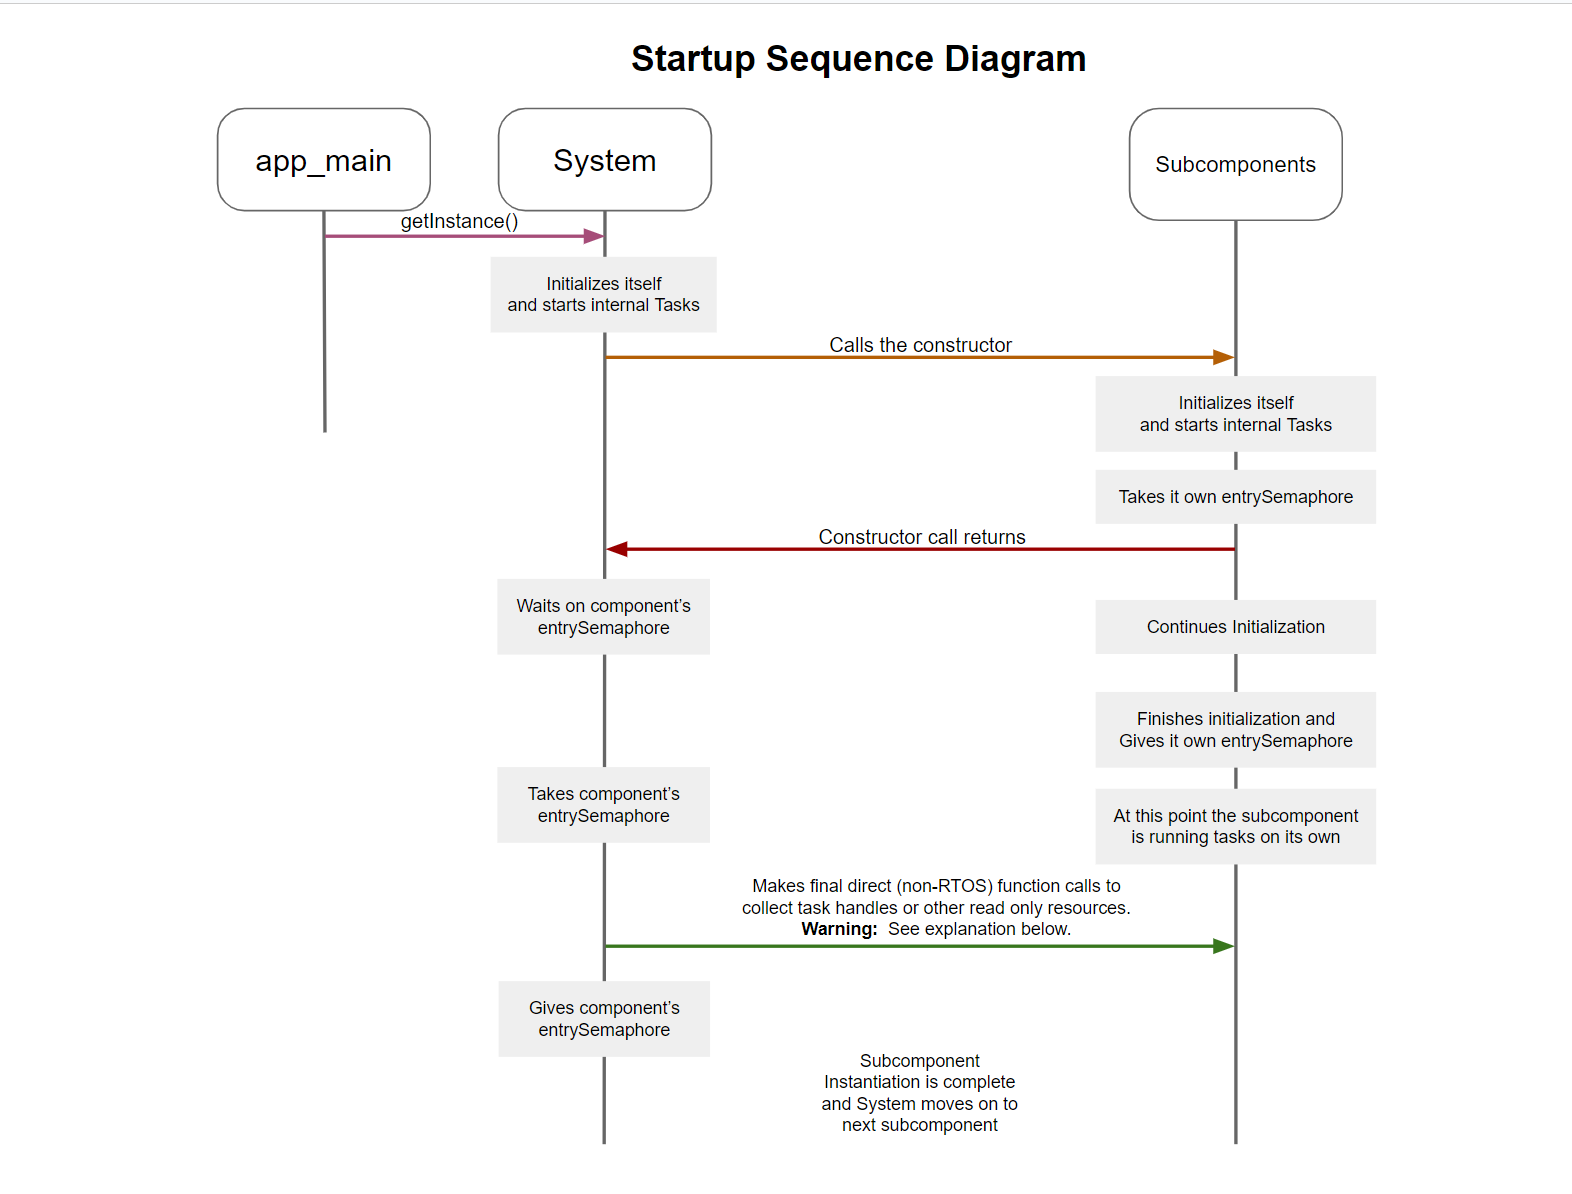 Startup Sequence Diagram
app_main
System
Subcomponents
getInstance()
Initializes itself
and starts internal Tasks
Calls the constructor
Initializes itself
and starts internal Tasks
Takes it own entrySemaphore
Constructor call returns
Waits on component's
entrySemaphore
Continues Initialization
Finishes initialization and
Gives it own entrySemaphore
Takes component's
entrySemaphore
At this point the subcomponent
is running tasks on its own
Makes final direct (non-RTOS) function calls to
collect task handles or other read only resources.
Warning:  See explanation below.
Gives component's
entrySemaphore
Subcomponent
Instantiation is complete
and System moves on to
next subcomponent